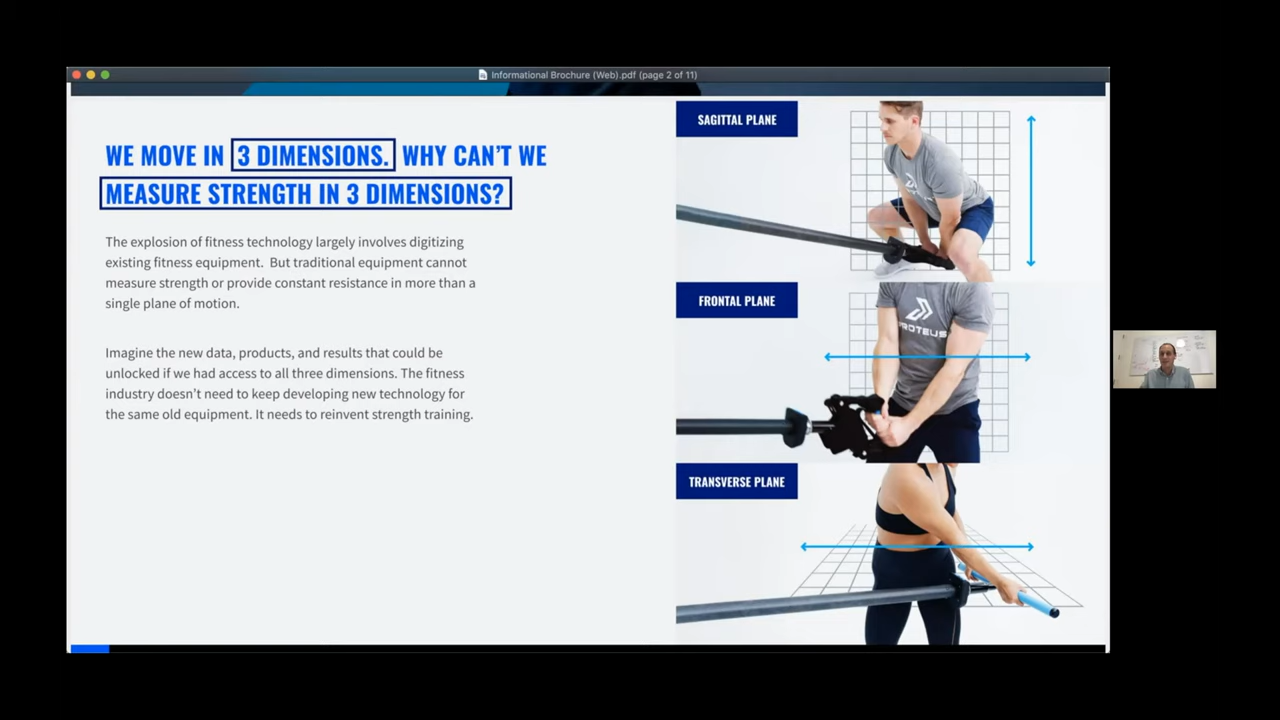 Informational Brochure (Web).pdf (page 2 of 11)
WE MOVE IN 3 DIMENSIONS. WHY CAN'T WE
MEASURE STRENGTH IN 3 DIMENSIONS?
The explosion of fitness technology largely involves digitizing
existing fitness equipment. But traditional equipment cannot
measure strength or provide constant resistance in more than a
single plane of motion.
Imagine the new data, products, and results that could be
unlocked if we had access to all three dimensions. The fitness
industry doesn't need to keep developing new technology for
the same old equipment. It needs to reinvent strength training.
SAGITTAL PLANE
FRONTAL PLANE
PROTEUS
TRANSVERSE PLANE